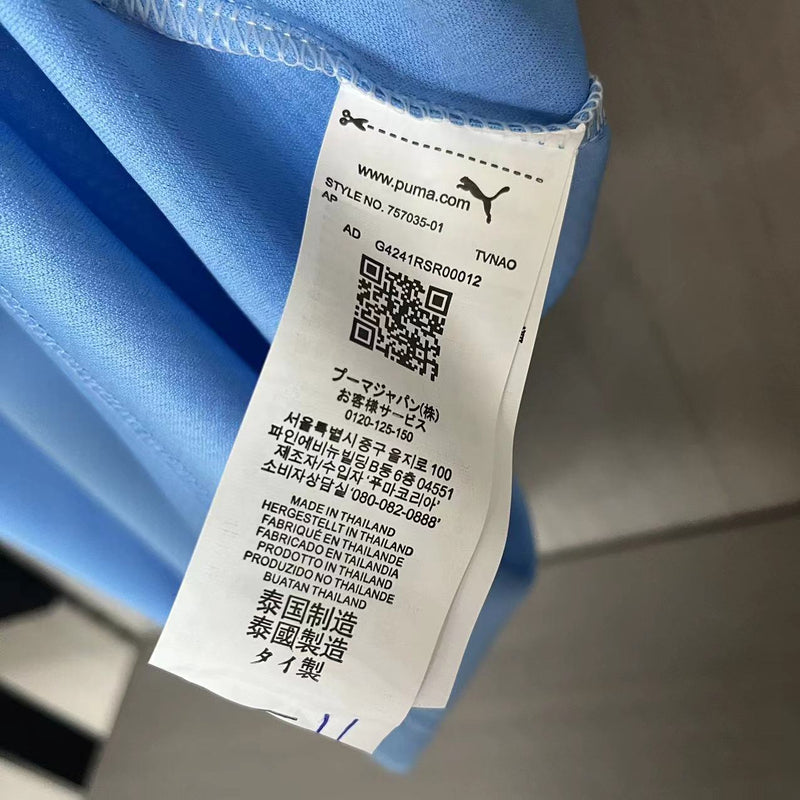 www.puma.com
STYLE NO. 757035-01
AP
TVNAO
AD G4241RSR00012
プーマジャパン(株)
お客様サービス
0120-125-150
서울특별시 중구 을지로 100
파인에비뉴빌딩 B동 6층 04551
제조자/수입자 '푸마코리아'
소비자상담실 '080-082-0888'
MADE IN THAILAND
HERGESTELLT IN THAILAND
FABRIQUÉ EN THAILANDE
FABRICADO EN TAILANDIA
PRODOTTO IN THAILAND
PRODUZIDO NO THAILANDE
BUATAN THAILAND
泰国制造
泰國製造
タイ製